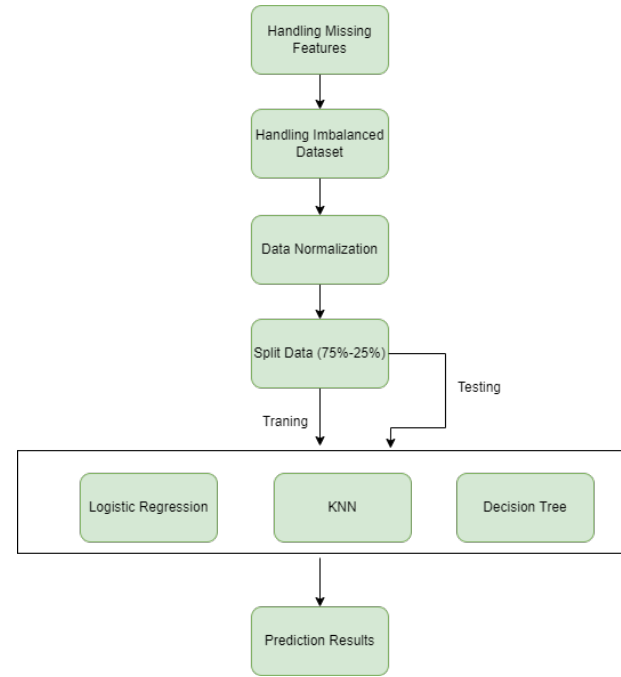 Handling Missing
Features
Handling Imbalanced
Dataset
Data Normalization
Split Data (75%-25%)
Testing
Traning
Logistic Regression
KNN
Decision Tree
Prediction Results